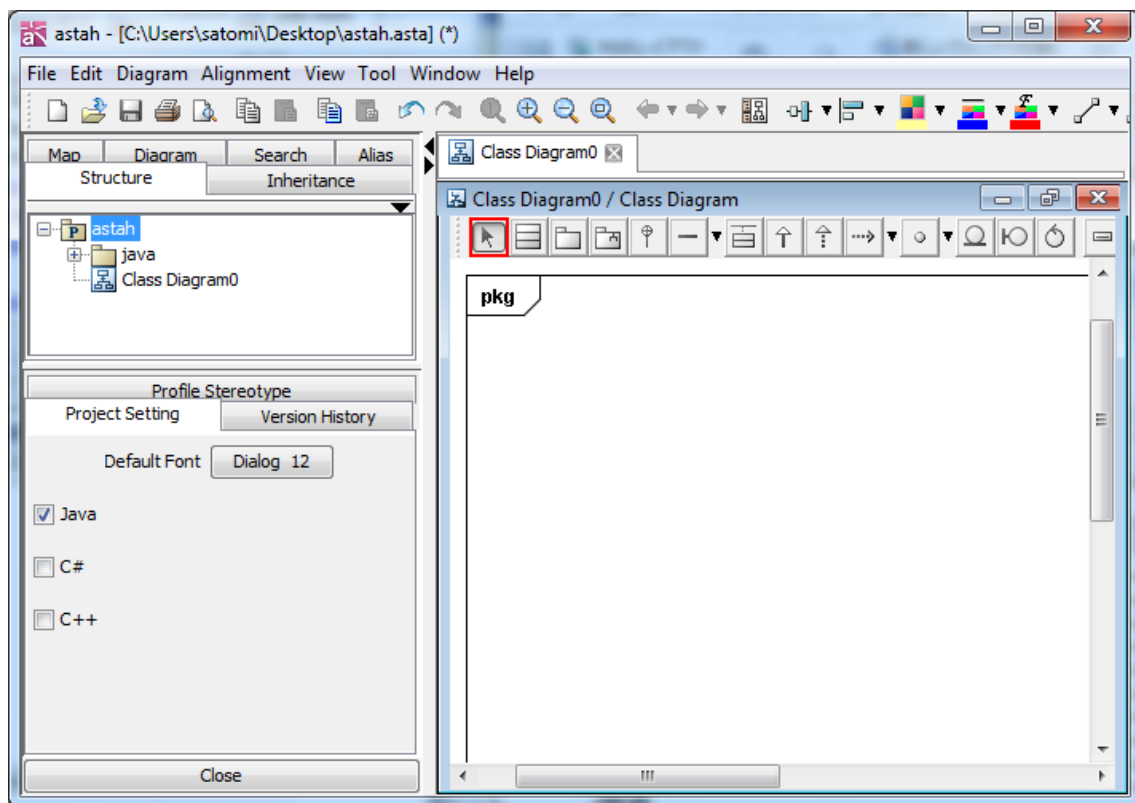 astah - [C:\Users\satomi\Desktop\astah.asta] (*)
File Edit Diagram Alignment View Tool Window Help
Map Diagram Search Alias
Structure Inheritance
astah
java
Class Diagram0
Profile Stereotype
Project Setting Version History
Default Font Dialog 12
Java
C#
C++
Close
Class Diagram0
Class Diagram0 / Class Diagram
pkg